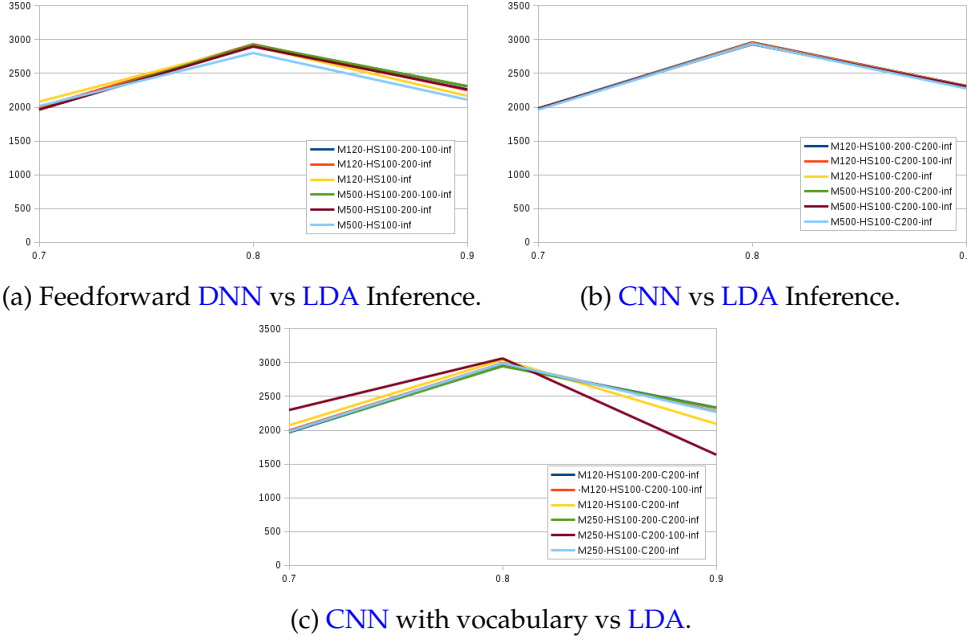 3500
3000
2500
2000
1500
1000
500
0
0.7 0.8 0.9
M120-HS100-200-100-inf
M120-HS100-200-inf
M120-HS100-inf
M500-HS100-200-100-inf
M500-HS100-200-inf
M500-HS100-inf
(a) Feedforward DNN vs LDA Inference.
3500
3000
2500
2000
1500
1000
500
0
0.7 0.8 0.9
M120-HS100-200-C200-inf
M120-HS100-C200-100-inf
M120-HS100-C200-inf
M500-HS100-200-C200-inf
M500-HS100-C200-100-inf
M500-HS100-C200-inf
(b) CNN vs LDA Inference.
3500
3000
2500
2000
1500
1000
500
0
0.7 0.8 0.9
M120-HS100-200-C200-inf
-M120-HS100-C200-100-inf
M120-HS100-C200-inf
M250-HS100-200-C200-inf
M250-HS100-C200-100-inf
M250-HS100-C200-inf
(c) CNN with vocabulary vs LDA.